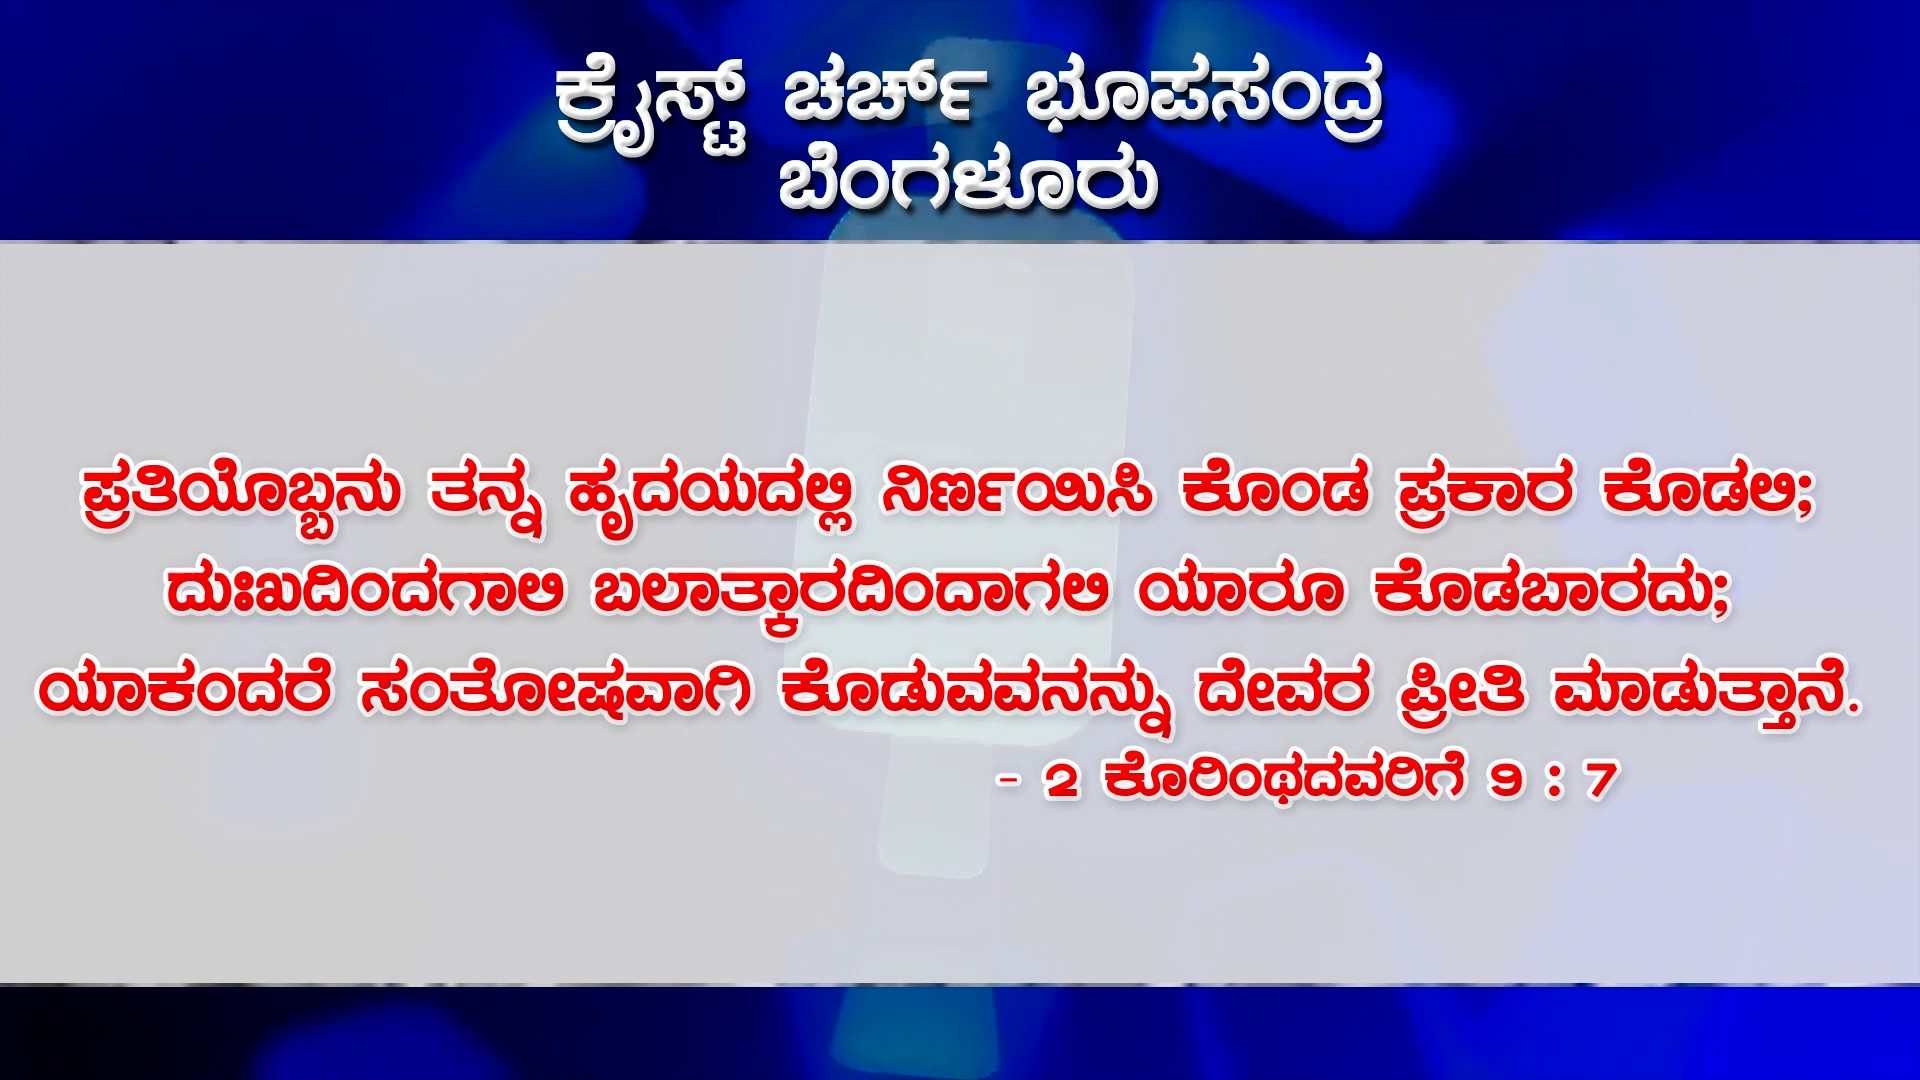 ಕ್ರೈಸ್ಟ್ ಚರ್ಚ್ ಭೂಪಸಂದ್ರ
ಬೆಂಗಳೂರು
ಪ್ರತಿಯೊಬ್ಬನು ತನ್ನ ಹೃದಯದಲ್ಲಿ ನಿರ್ಣಯಿಸಿ ಕೊಂಡ ಪ್ರಕಾರ ಕೊಡಲಿ;
ದುಃಖದಿಂದಗಾಲಿ ಬಲಾತ್ಕಾರದಿಂದಾಗಲಿ ಯಾರೂ ಕೊಡಬಾರದು;
ಯಾಕಂದರೆ ಸಂತೋಷವಾಗಿ ಕೊಡುವವನನ್ನು ದೇವರ ಪ್ರೀತಿ ಮಾಡುತ್ತಾನೆ.
- 2 ಕೊರಿಂಥದವರಿಗೆ 9 : 7